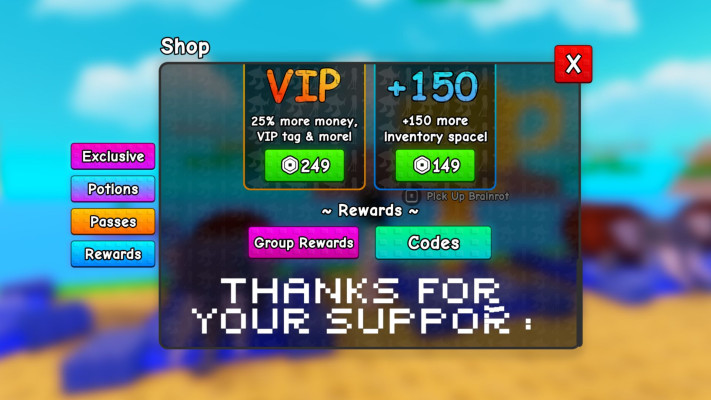 Shop
X
VIP
25% more money,
VIP tag & more!
249
+150
+150 more
inventory space!
149
Exclusive
Potions
Passes
Rewards
Pick Up Brainrot
~ Rewards ~
Group Rewards
Codes
THANKS FOR
YOUR SUPPOR :